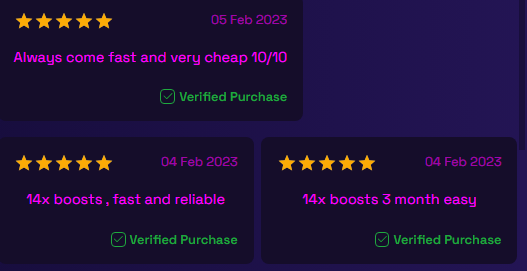 05 Feb 2023
Always come fast and very cheap 10/10
Verified Purchase
04 Feb 2023
14x boosts , fast and reliable
Verified Purchase
04 Feb 2023
14x boosts 3 month easy
Verified Purchase